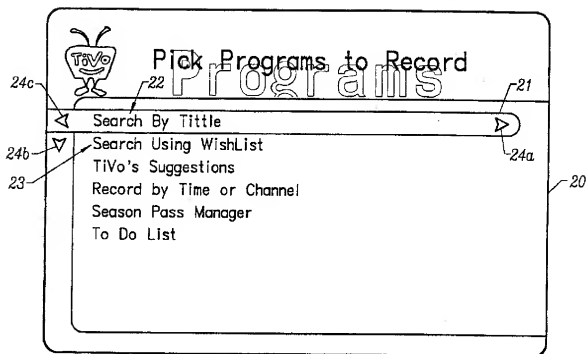 TiVo
Pick Programs to Record
Programs
24c
22
21
Search By Tittle
24b
Search Using WishList
24a
23
TiVo's Suggestions
Record by Time or Channel
20
Season Pass Manager
To Do List